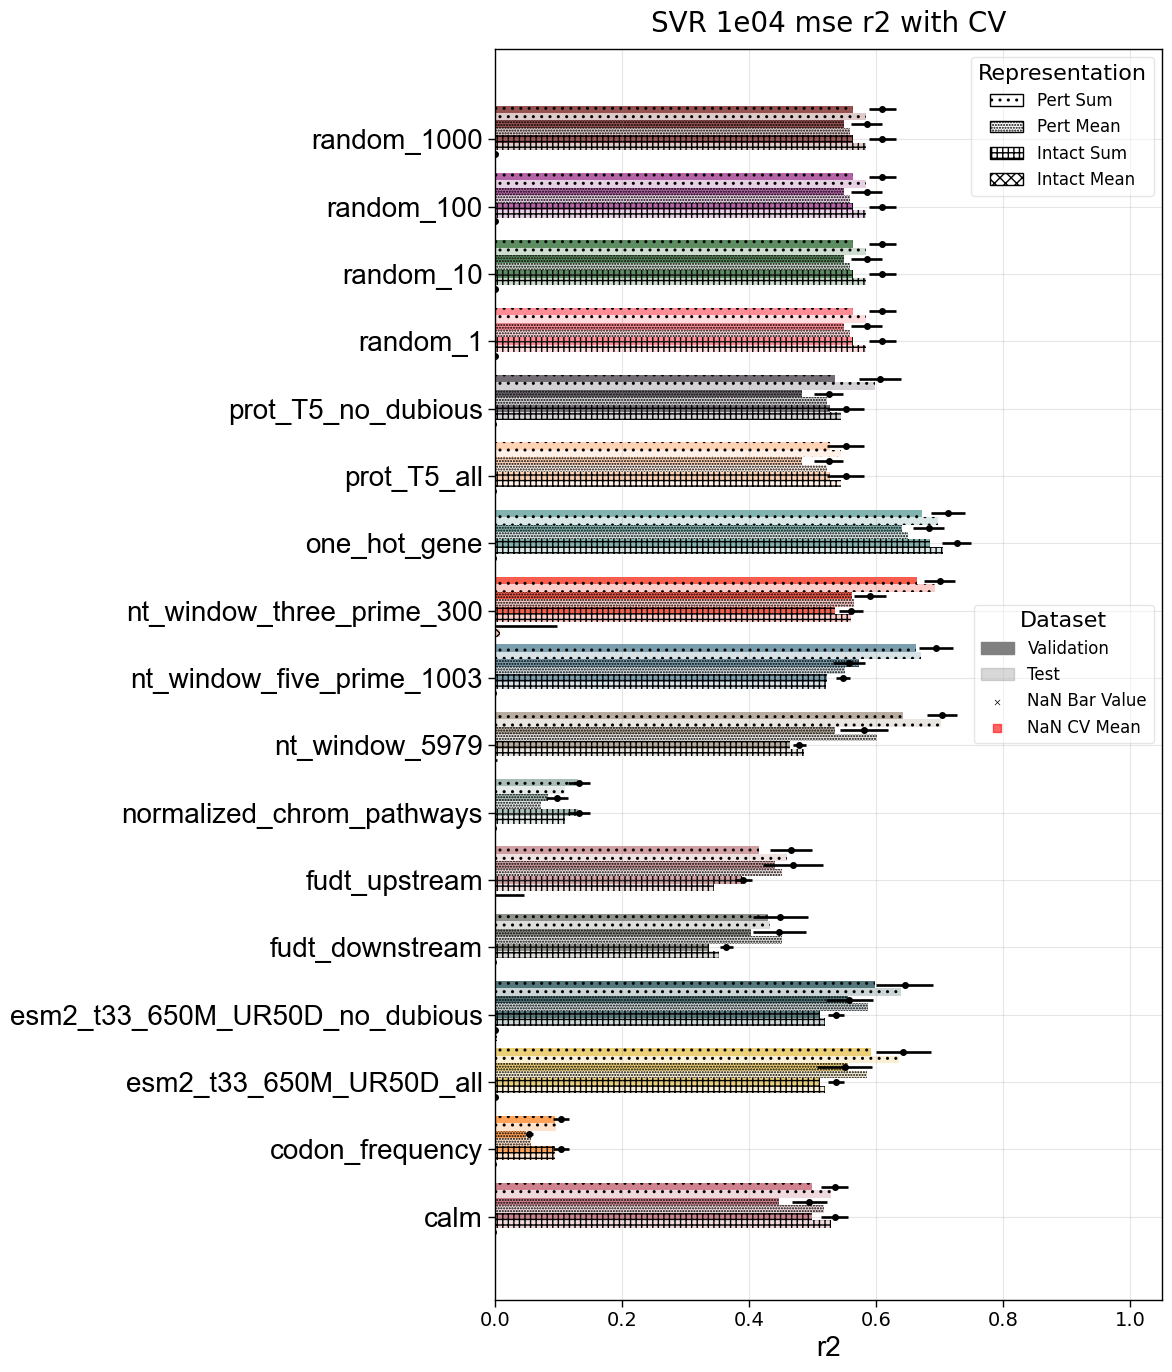 SVR 1e04 mse r2 with CV
Representation
Pert Sum
Pert Mean
Intact Sum
Intact Mean
random_1000
random_100
random_10
random_1
prot_T5_no_dubious
prot_T5_all
one_hot_gene
nt_window_three_prime_300
nt_window_five_prime_1003
nt_window_5979
normalized_chrom_pathways
fudt_upstream
fudt_downstream
esm2_t33_650M_UR50D_no_dubious
esm2_t33_650M_UR50D_all
codon_frequency
calm
Dataset
Validation
Test
NaN Bar Value
NaN CV Mean
0.0 0.2 0.4 0.6 0.8 1.0
r2